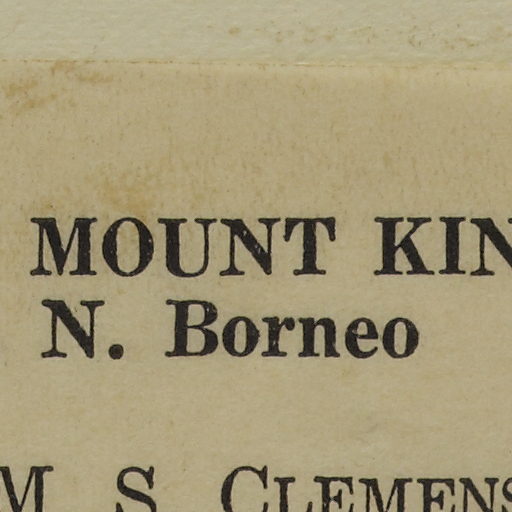 MOUNT KIN
N. Borneo
M S CLEMENS